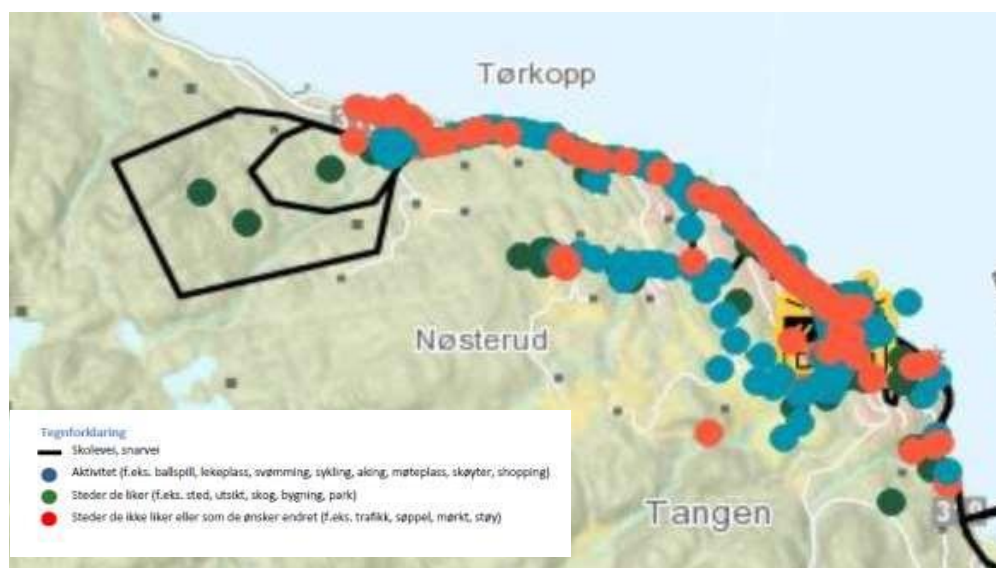 Tørkopp
Nøsterud
Tegnforklaring
Skolevei, snarvei
Aktivitet (f.eks. ballspill, lekeplass, svømming, sykling, aking, møteplass, skøyter, shopping)
Steder de liker (f.eks. sted, utsikt, skog, bygning, park)
Steder de ikke liker eller som de ønsker endret (f.eks. trafikk, søppel, mørkt, støy)
Tangen